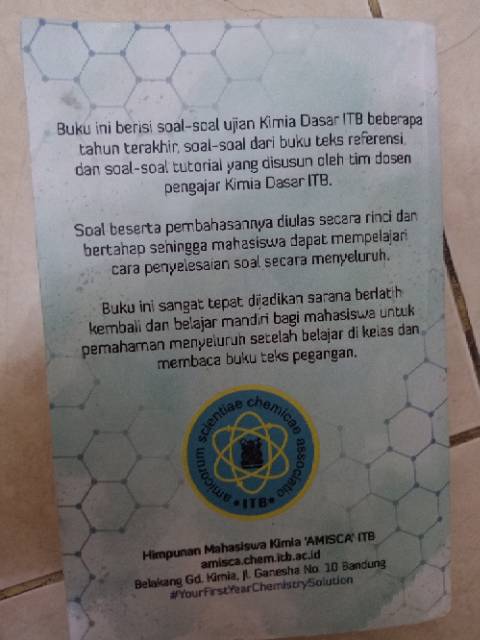 Buku ini berisi soal-soal ujian Kimia Dasar ITB beberapa
tahun terakhir, soal-soal dari buku teks referensi
dan soal-soal tutorial yang disusun oleh tim dosen
pengajar Kimia Dasar ITB.
Soal beserta pembahasannya diulas secara rinci dan
bertahap sehingga mahasiswa dapat mempelajari
cara penyelesaian soal secara menyeluruh.
Buku ini sangat tepat dijadikan sarana berlatih
kembali dan belajar mandiri bagi mahasiswa untuk
pemahaman menyeluruh setelah belajar di kelas dan
membaca buku teks pegangan.
amicorum scientiae chemicae associatio
• ITB •
Himpunan Mahasiswa Kimia 'AMISCA' ITB
amisca.chem.itb.ac.id
Belakang Gd. Kimia, Jl. Ganesha No. 10 Bandung
#YourFirstYearChemistrySolution